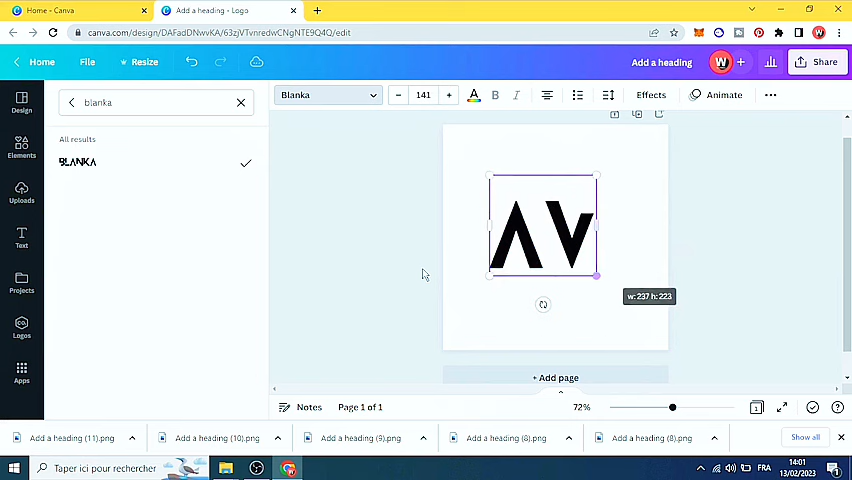 Home - Canva
Add a heading - Logo
canva.com/design/DAFadDNwvKA/63zjVTvnredwCNgNTE9Q4Q/edit
Home File Resize Add a heading W Share
blanka
Blanka 141 B I Effects Animate
Design
Elements
Uploads
Text
Projects
Logos
Apps
All results
BLANKA
AV
w: 237 h: 223
+ Add page
Notes Page 1 of 1 72% 1
Add a heading (11).png
Add a heading (10).png
Add a heading (9).png
Add a heading (8).png
Add a heading (8).png
Show all
Taper ici pour rechercher
FRA
14:01
13/02/2023